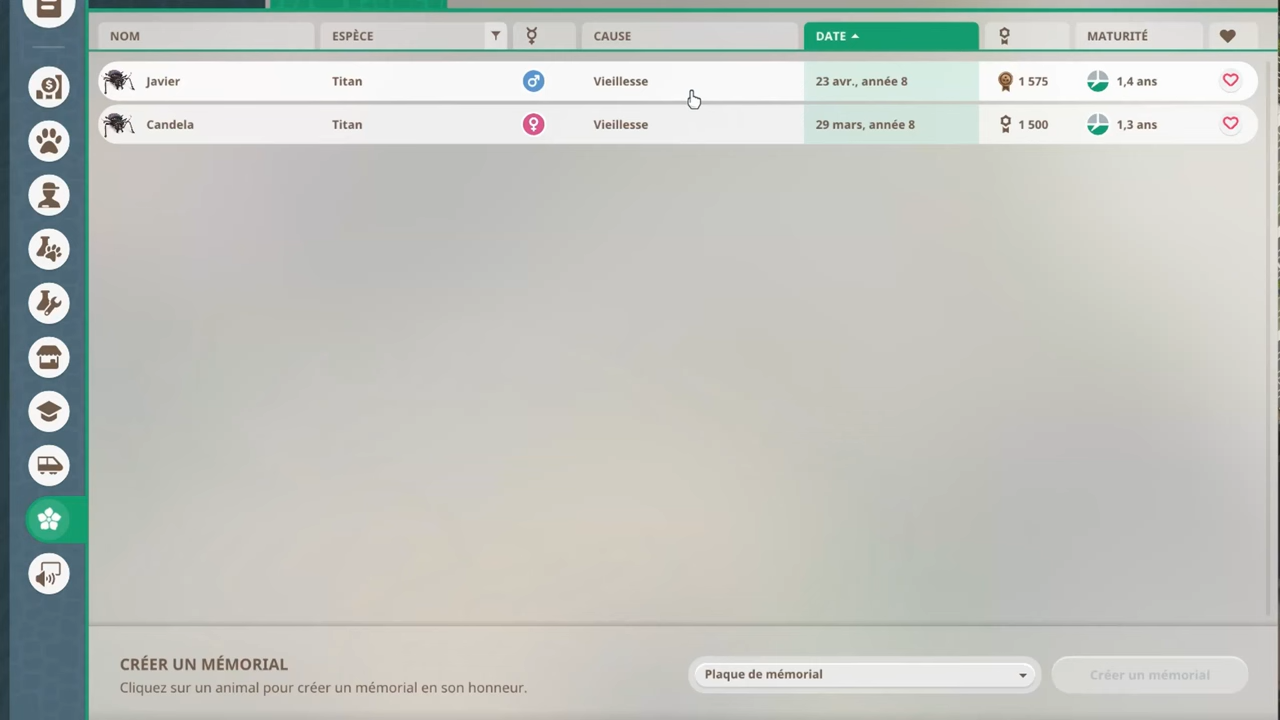 NOM ESPÈCE CAUSE DATE MATURITÉ
Javier Titan Vieillesse 23 avr., année 8 1 575 1,4 ans
Candela Titan Vieillesse 29 mars, année 8 1 500 1,3 ans
CRÉER UN MÉMORIAL
Cliquez sur un animal pour créer un mémorial en son honneur.
Plaque de mémorial
Créer un mémorial